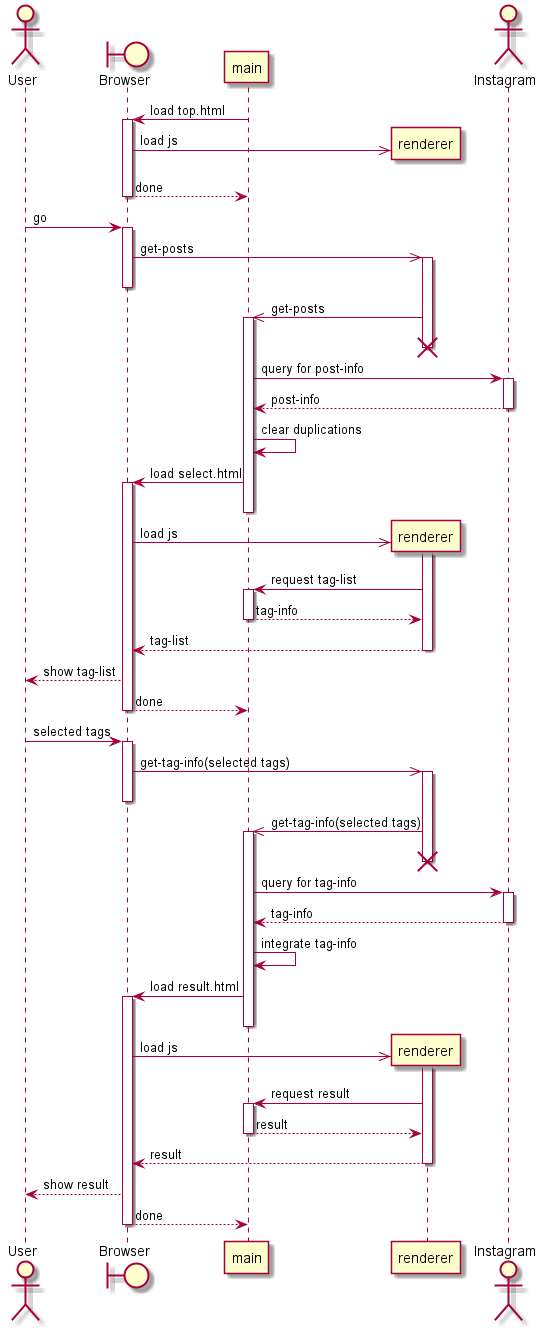 User
Browser
main
Instagram
load top.html
load js
renderer
done
go
get-posts
get-posts
query for post-info
post-info
clear duplications
load select.html
load js
renderer
request tag-list
tag-info
tag-list
show tag-list
done
selected tags
get-tag-info(selected tags)
get-tag-info(selected tags)
query for tag-info
tag-info
integrate tag-info
load result.html
load js
renderer
request result
result
result
show result
done
User
Browser
main
renderer
Instagram